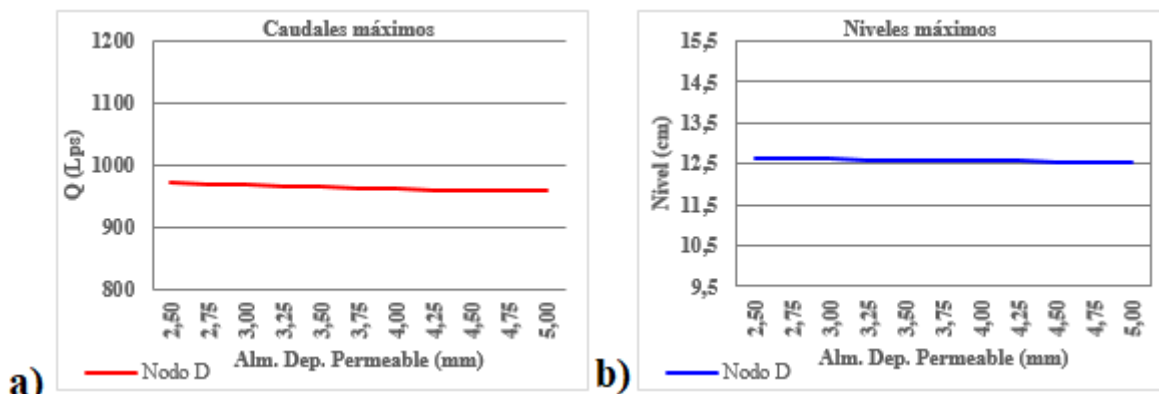 Caudales máximos
1200
1100
1000
900
800
Q (Lps)
2,50 2,75 3,00 3,25 3,50 3,75 4,00 4,25 4,50 4,75 5,00
Alm. Dep. Permeable (mm)
Nodo D
a)
Niveles máximos
15,5
14,5
13,5
12,5
11,5
10,5
9,5
Nivel (cm)
2,50 2,75 3,00 3,25 3,50 3,75 4,00 4,25 4,50 4,75 5,00
Alm. Dep. Permeable (mm)
Nodo D
b)